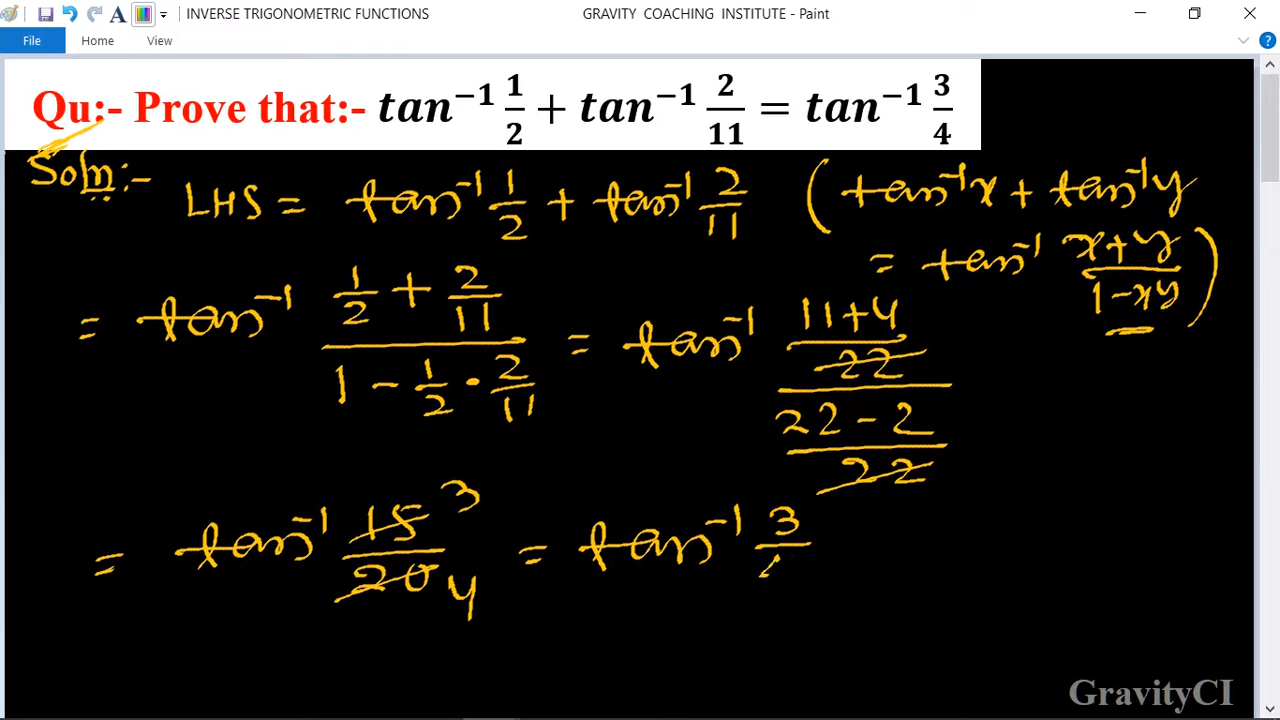 INVERSE TRIGONOMETRIC FUNCTIONS GRAVITY COACHING INSTITUTE - Paint
File Home View
Qu:- Prove that:- tan⁻¹ 1/2 + tan⁻¹ 2/11 = tan⁻¹ 3/4
Soln:-
LHS = tan⁻¹ 1/2 + tan⁻¹ 2/11 (tan⁻¹x + tan⁻¹y
= tan⁻¹ (x+y)/(1-xy))
= tan⁻¹ (1/2 + 2/11)/(1 - 1/2 · 2/11) = tan⁻¹ ((11+4)/22)/((22-2)/22)
= tan⁻¹ 15/20 3/4 = tan⁻¹ 3/
GravityCI